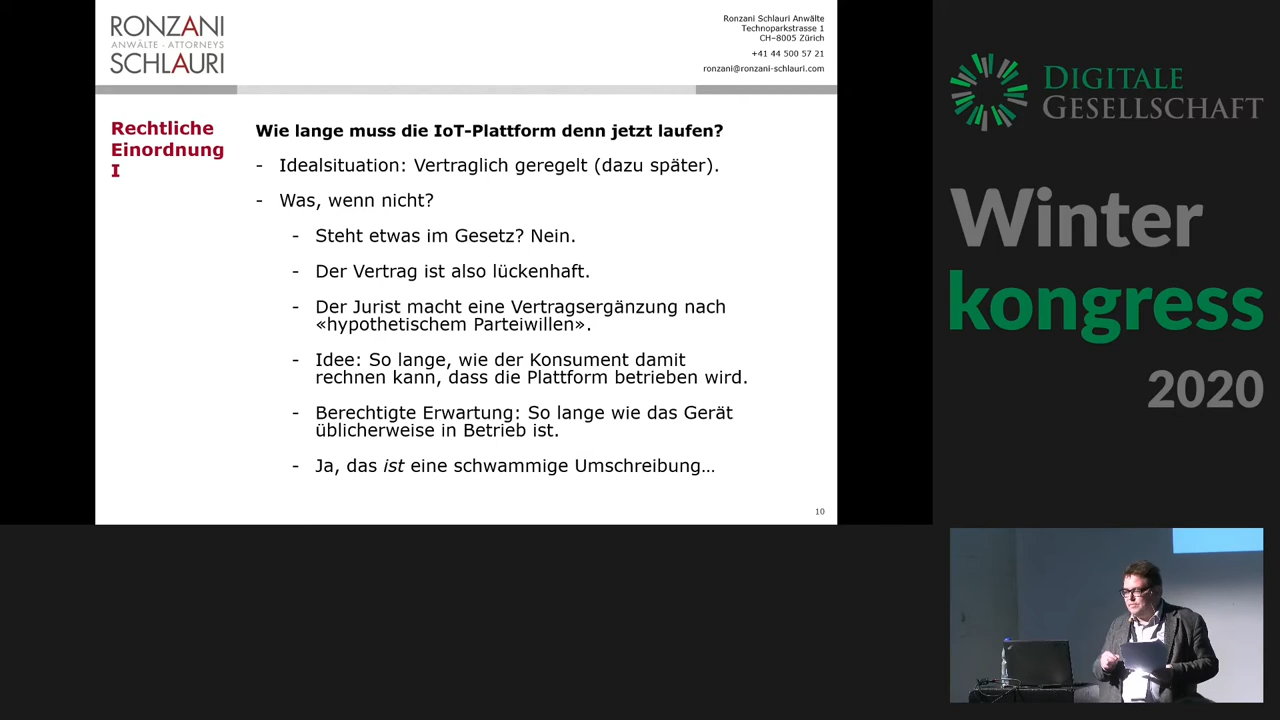 RONZANI
ANWÄLTE - ATTORNEYS
SCHLAURI
Ronzani Schlauri Anwälte
Technoparkstrasse 1
CH–8005 Zürich
+41 44 500 57 21
ronzani@ronzani-schlauri.com
Rechtliche
Einordnung
I
Wie lange muss die IoT-Plattform denn jetzt laufen?
- Idealsituation: Vertraglich geregelt (dazu später).
- Was, wenn nicht?
- Steht etwas im Gesetz? Nein.
- Der Vertrag ist also lückenhaft.
- Der Jurist macht eine Vertragsergänzung nach
«hypothetischem Parteiwillen».
- Idee: So lange, wie der Konsument damit
rechnen kann, dass die Plattform betrieben wird.
- Berechtigte Erwartung: So lange wie das Gerät
üblicherweise in Betrieb ist.
- Ja, das ist eine schwammige Umschreibung…
10
DIGITALE
GESELLSCHAFT
Winter
kongress
2020